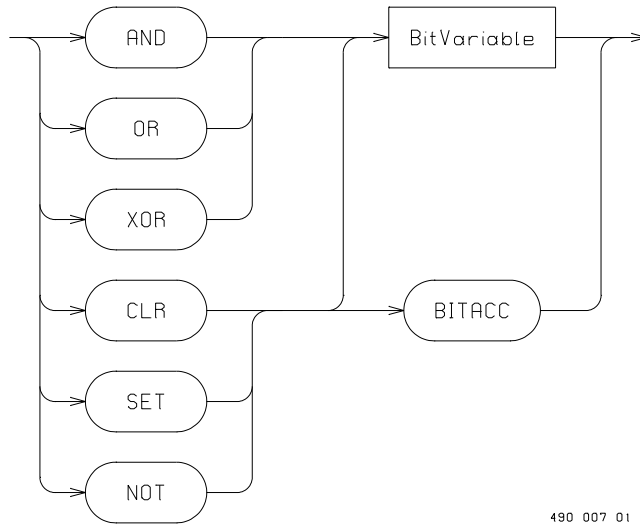 AND
BitVariable
OR
XOR
CLR
BITACC
SET
NOT
490 007 01